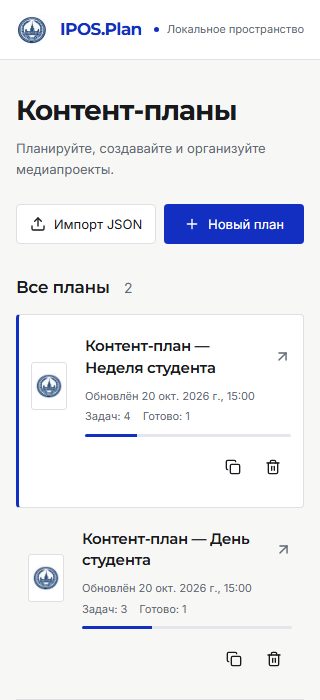 IPOS.Plan
Локальное пространство
Контент-планы
Планируйте, создавайте и организуйте
медиапроекты.
Импорт JSON
Новый план
Все планы 2
Контент-план —
Неделя студента
Обновлён 20 окт. 2026 г., 15:00
Задач: 4 Готово: 1
Контент-план — День
студента
Обновлён 20 окт. 2026 г., 15:00
Задач: 3 Готово: 1